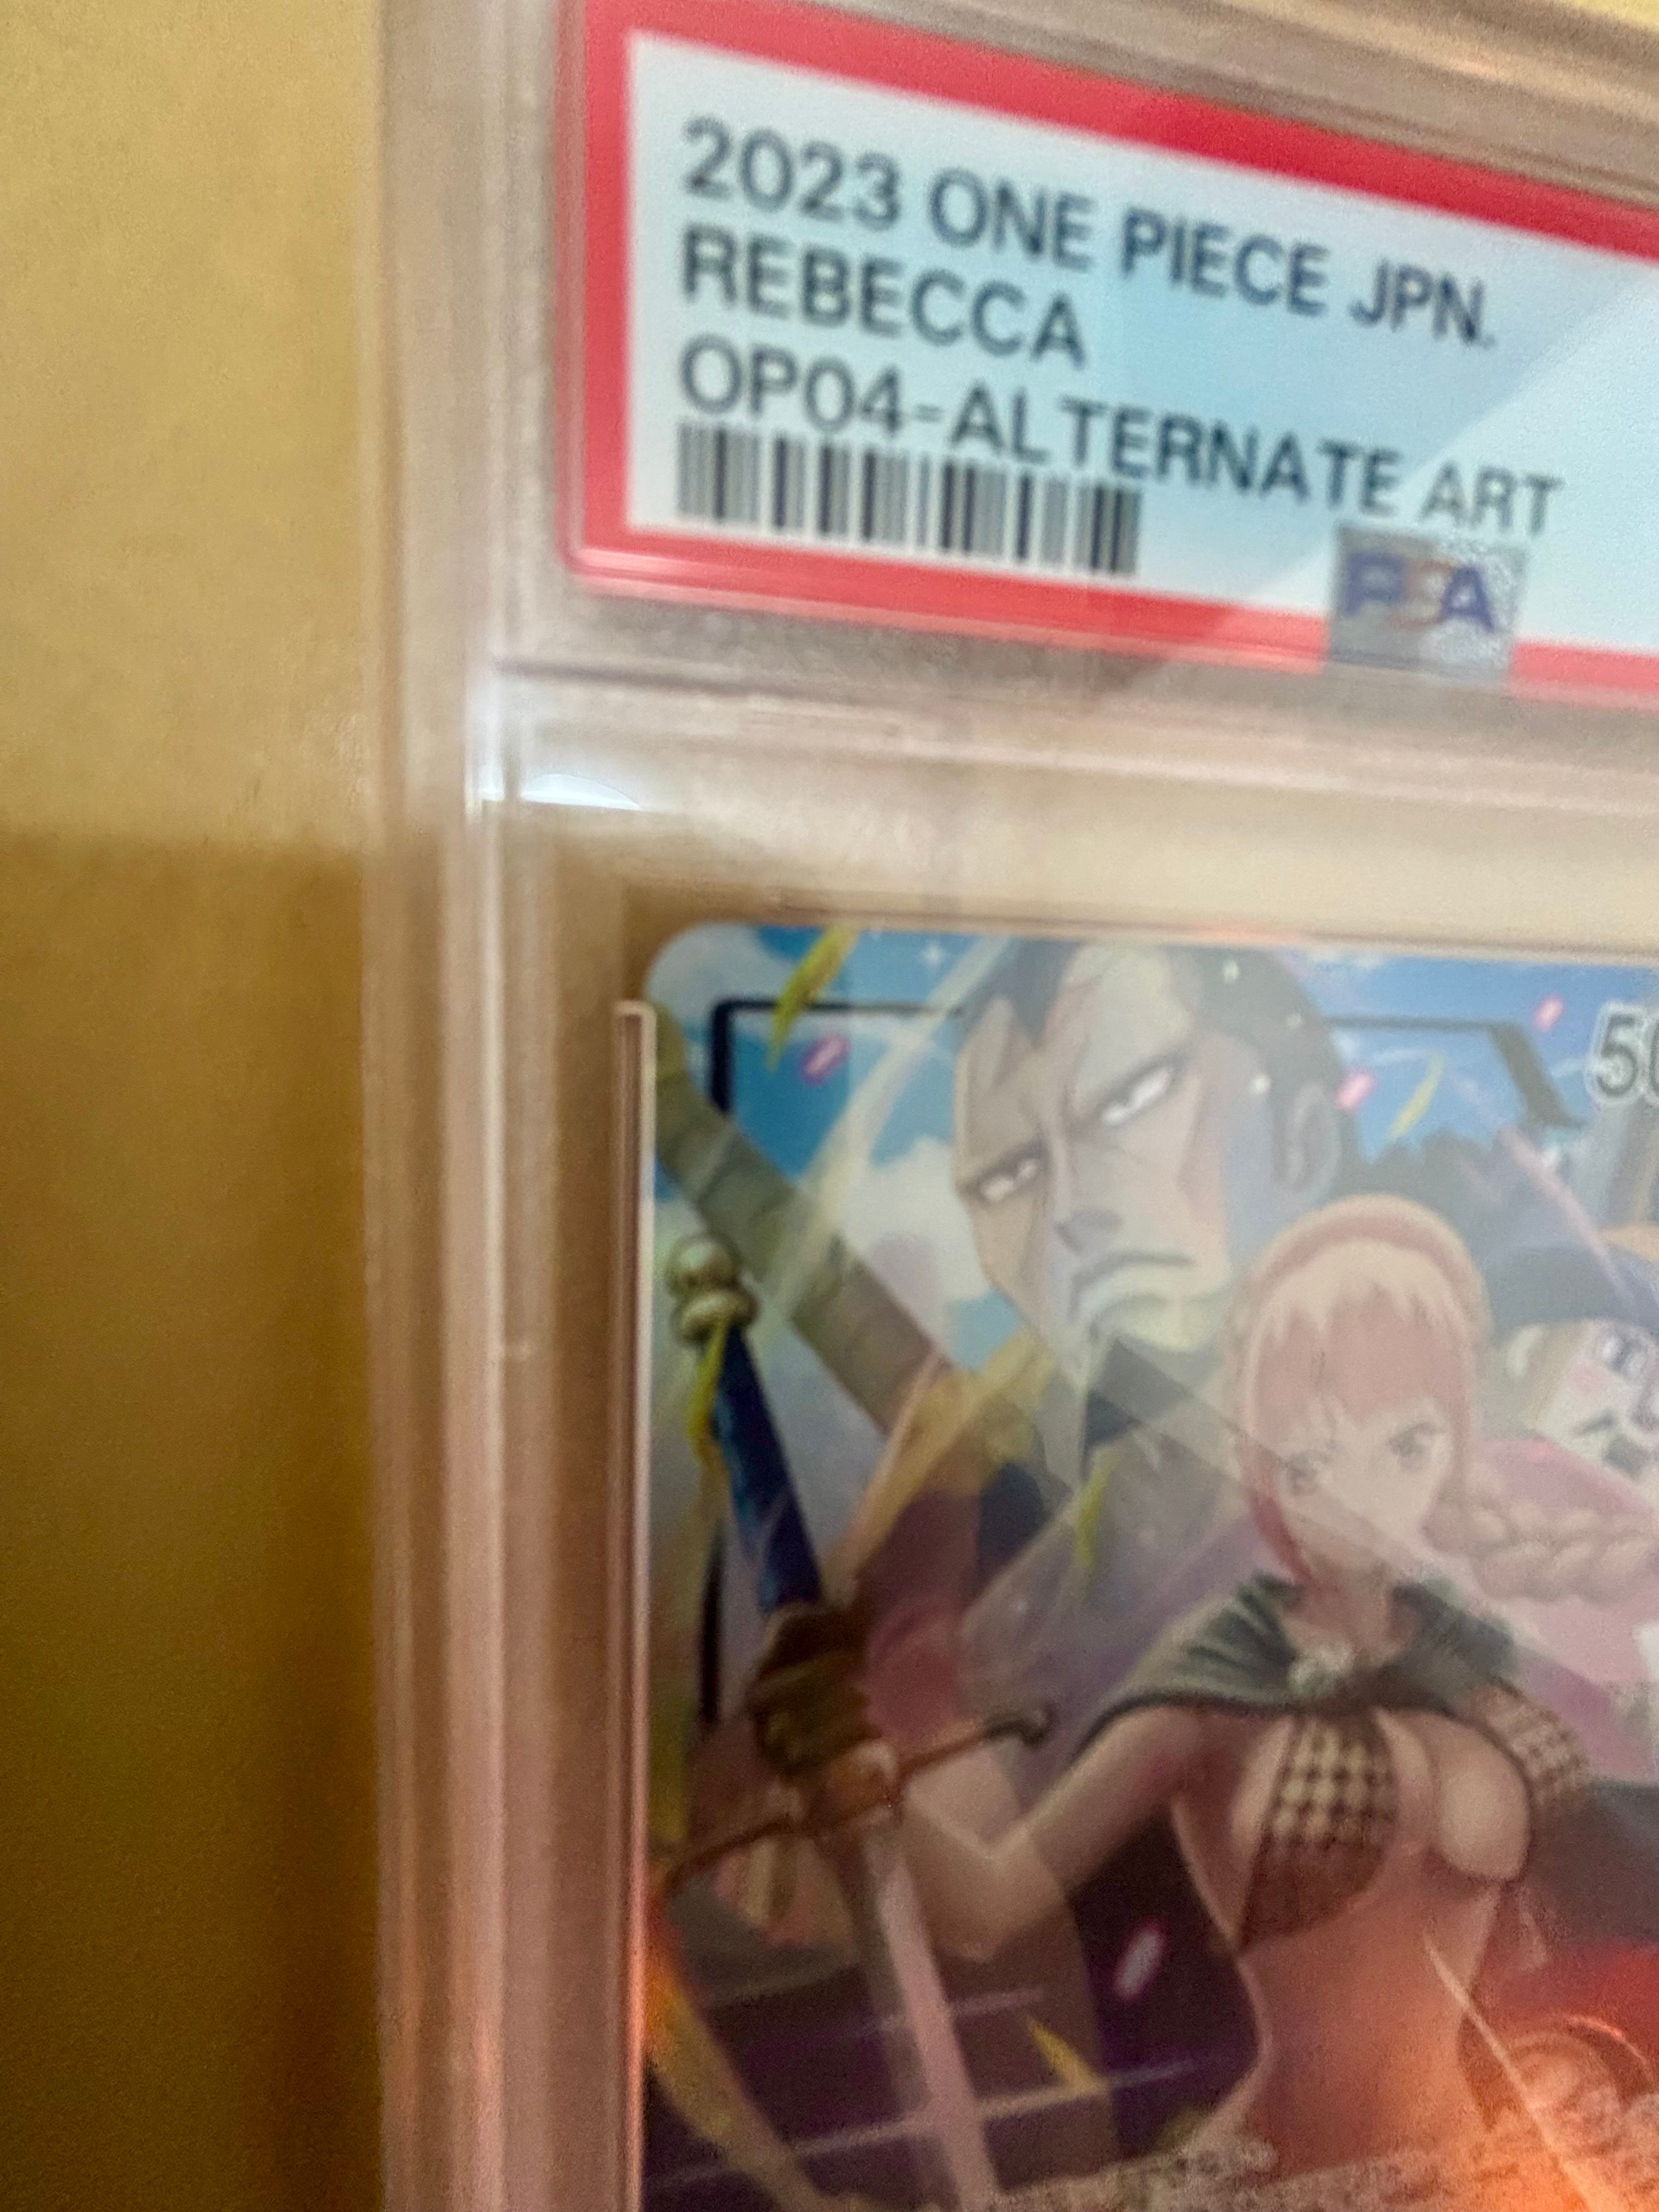 2023 ONE PIECE JPN.
REBECCA
OP04-ALTERNATE ART
PSA